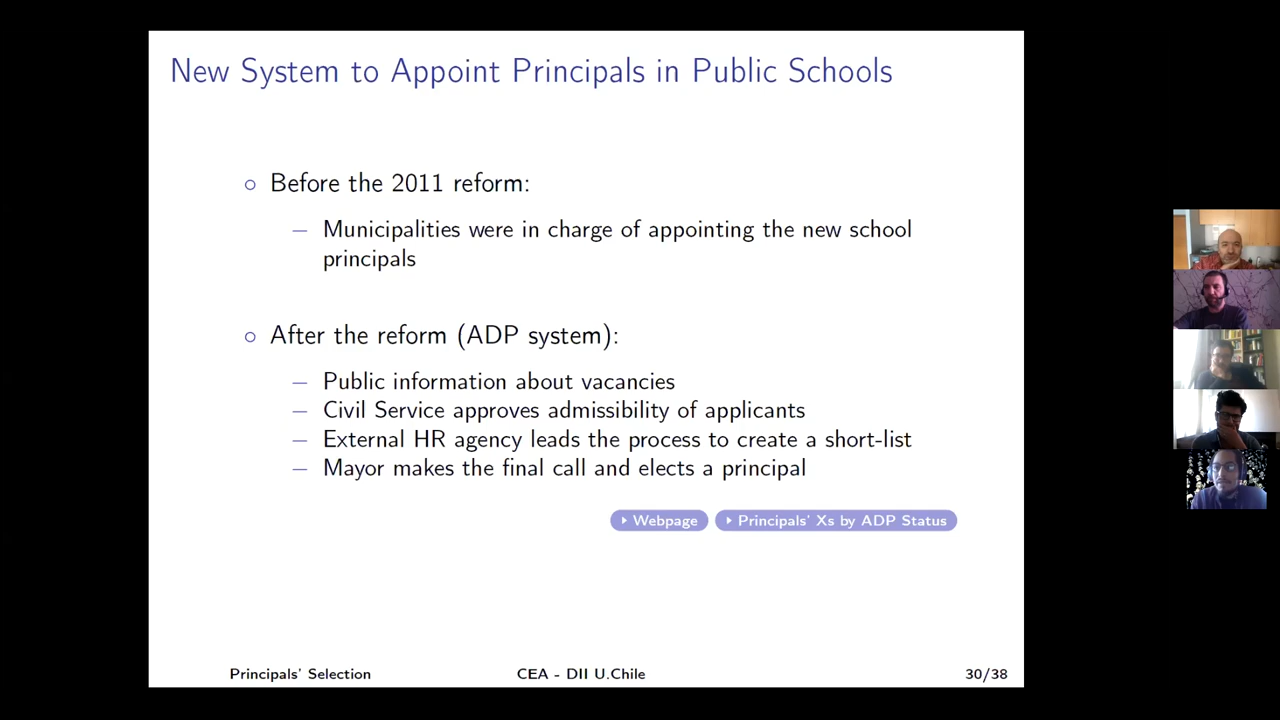 New System to Appoint Principals in Public Schools
Before the 2011 reform:
– Municipalities were in charge of appointing the new school
principals
After the reform (ADP system):
– Public information about vacancies
– Civil Service approves admissibility of applicants
– External HR agency leads the process to create a short-list
– Mayor makes the final call and elects a principal
Webpage
Principals' Xs by ADP Status
Principals' Selection
CEA - DII U.Chile
30/38